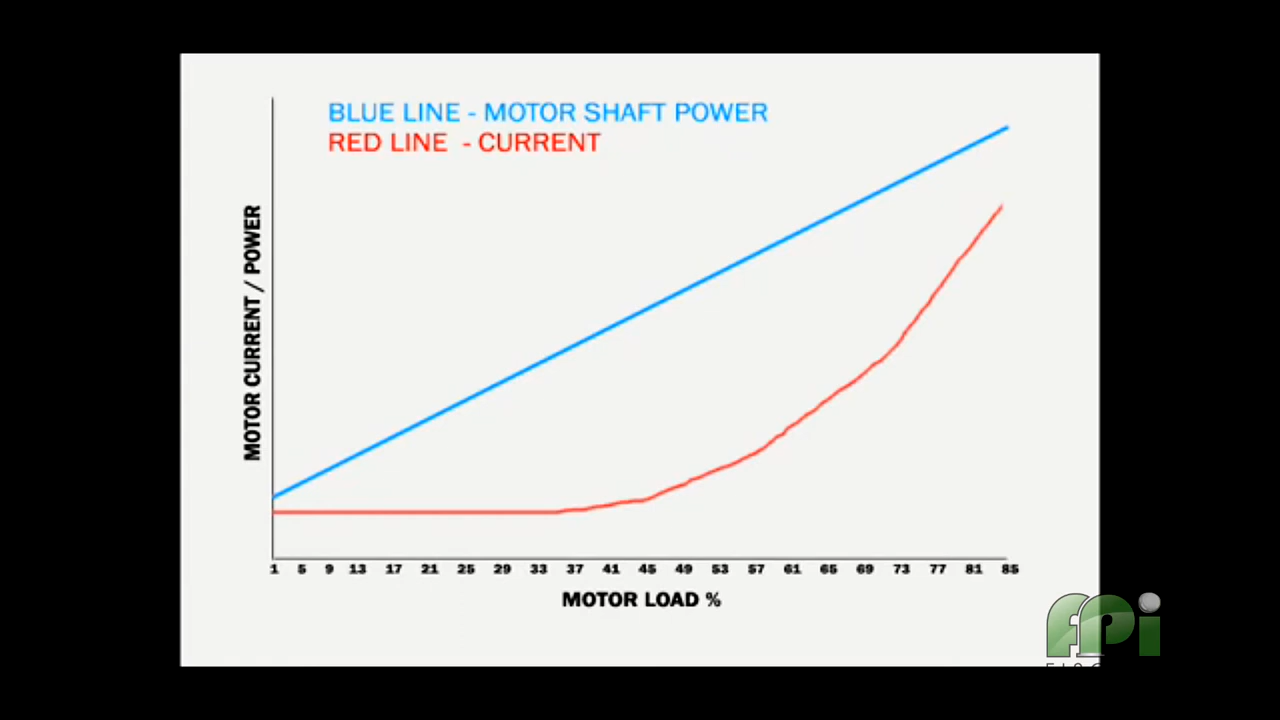 BLUE LINE - MOTOR SHAFT POWER
RED LINE - CURRENT
MOTOR CURRENT / POWER
1 5 9 13 17 21 25 29 33 37 41 45 49 53 57 61 65 69 73 77 81 85
MOTOR LOAD %
fpi